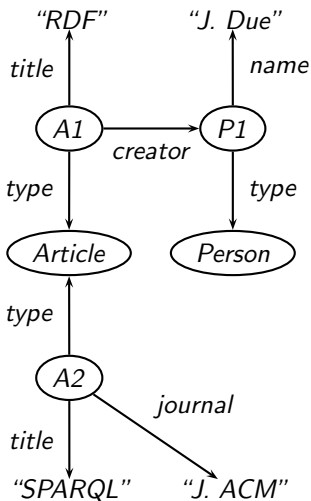 “RDF” “J. Due”
title name
A1 P1
creator
type type
Article Person
type
A2
journal
title
“SPARQL” “J. ACM”